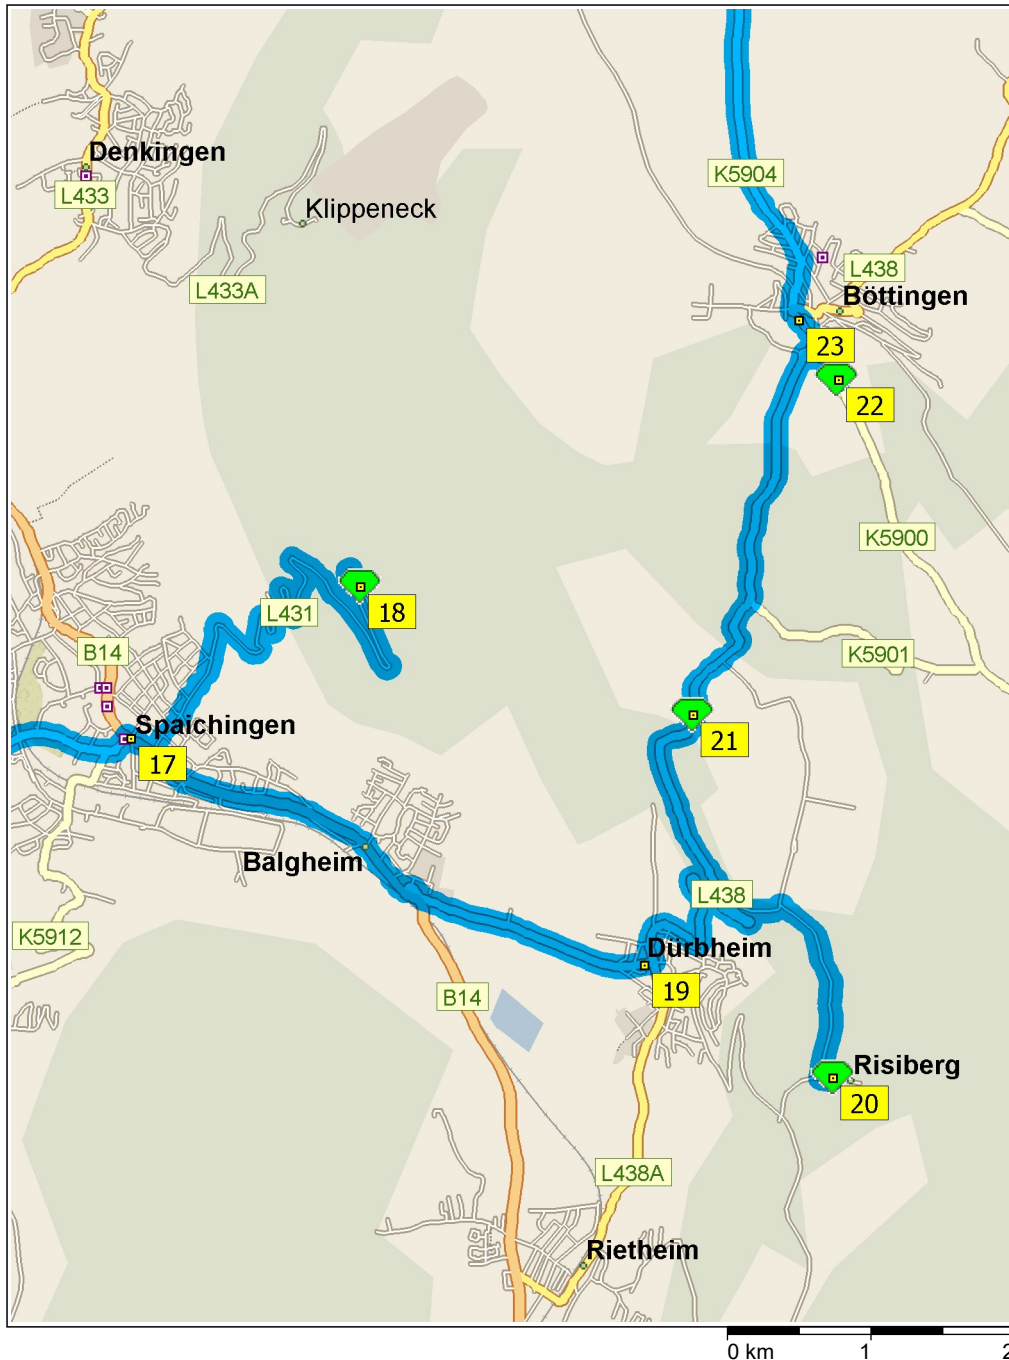 Denkingen
K5904
L433
Klippeneck
L438
L433A
Böttingen
23
22
K5900
L431
18
B14
K5901
Spaichingen
21
17
Balgheim
L438
K5912
Dürbheim
B14
19
Risiberg
20
L438A
Rietheim
0 km 1 2